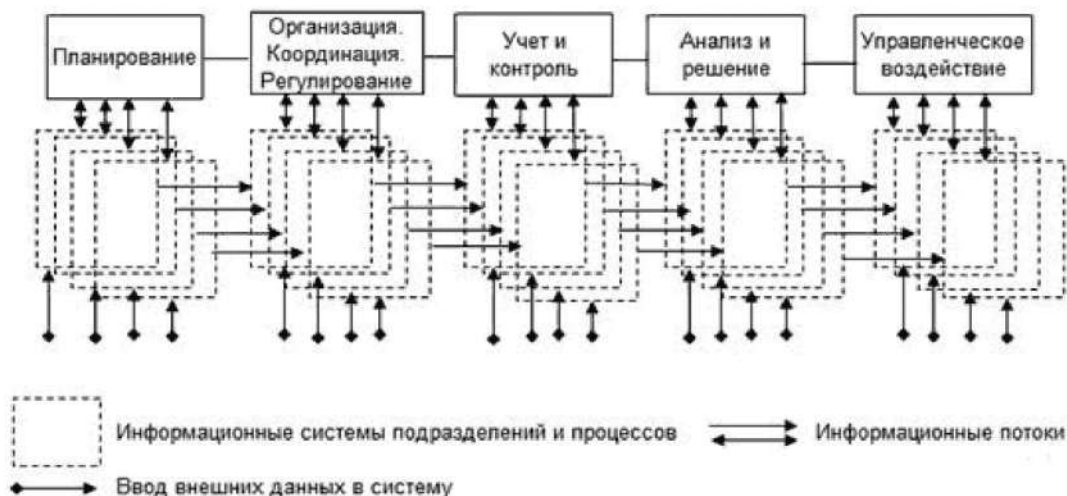 Планирование
Организация.
Координация.
Регулирование
Учет и
контроль
Анализ и
решение
Управленческое
воздействие
Информационные системы подразделений и процессов
Информационные потоки
Ввод внешних данных в систему